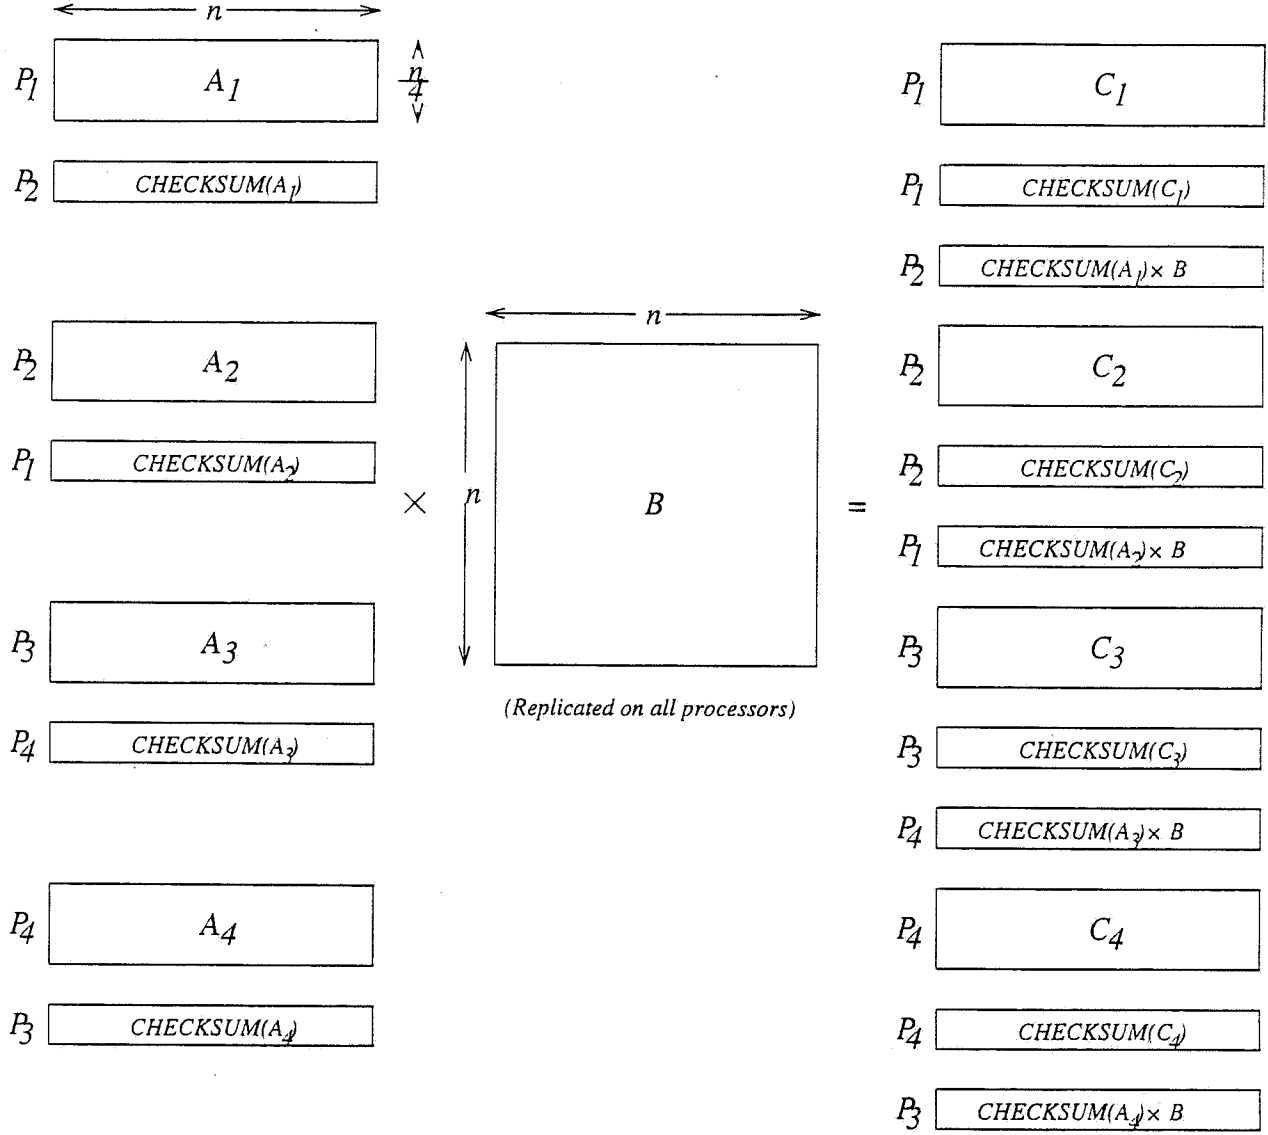 n
P1 A1 n/4
P2 CHECKSUM(A1)
P2 A2
P1 CHECKSUM(A2)
P3 A3
P4 CHECKSUM(A3)
P4 A4
P3 CHECKSUM(A4)
×
n
n
B
(Replicated on all processors)
=
P1 C1
P1 CHECKSUM(C1)
P2 CHECKSUM(A1)× B
P2 C2
P2 CHECKSUM(C2)
P1 CHECKSUM(A2)× B
P3 C3
P3 CHECKSUM(C3)
P4 CHECKSUM(A3)× B
P4 C4
P4 CHECKSUM(C4)
P3 CHECKSUM(A4)× B